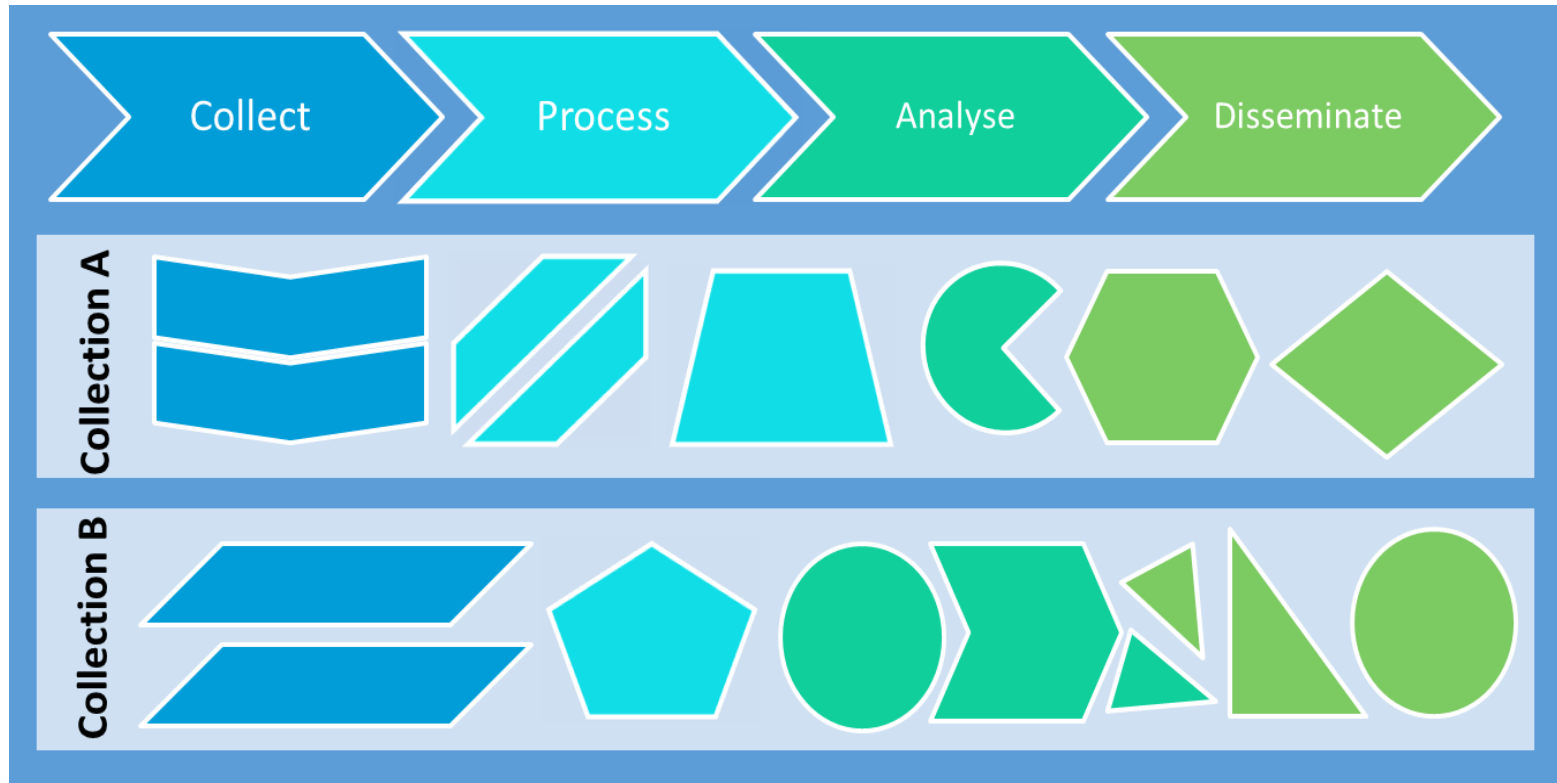 Collect
Process
Analyse
Disseminate
Collection A
Collection B